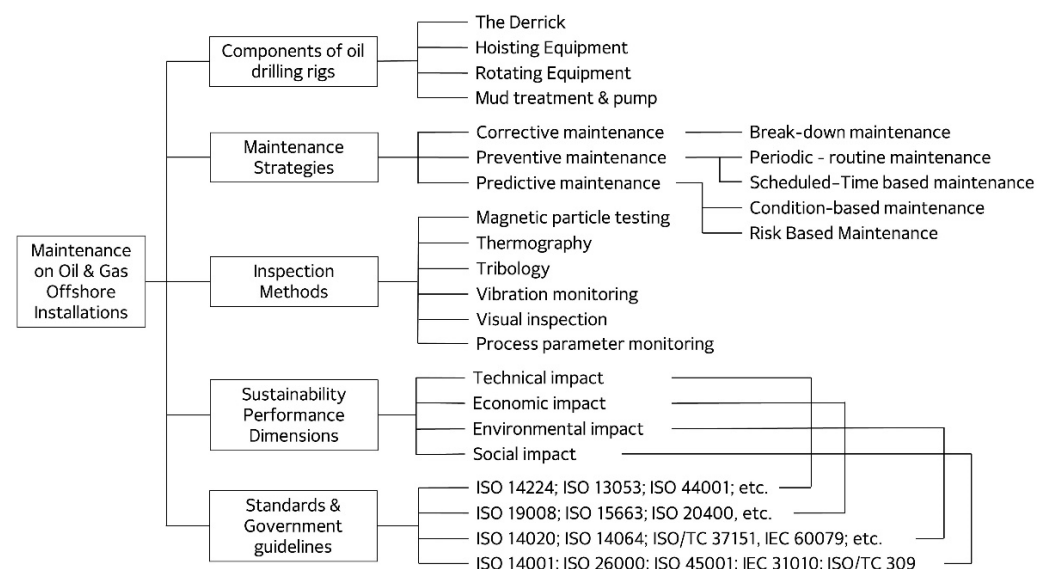 Maintenance
on Oil & Gas
Offshore
Installations
Components of oil
drilling rigs
The Derrick
Hoisting Equipment
Rotating Equipment
Mud treatment & pump
Maintenance
Strategies
Corrective maintenance
Preventive maintenance
Predictive maintenance
Break-down maintenance
Periodic - routine maintenance
Scheduled-Time based maintenance
Condition-based maintenance
Risk Based Maintenance
Inspection
Methods
Magnetic particle testing
Thermography
Tribology
Vibration monitoring
Visual inspection
Process parameter monitoring
Sustainability
Performance
Dimensions
Technical impact
Economic impact
Environmental impact
Social impact
Standards &
Government
guidelines
ISO 14224; ISO 13053; ISO 44001; etc.
ISO 19008; ISO 15663; ISO 20400, etc.
ISO 14020; ISO 14064; ISO/TC 37151, IEC 60079; etc.
ISO 14001; ISO 26000; ISO 45001; IEC 31010; ISO/TC 309